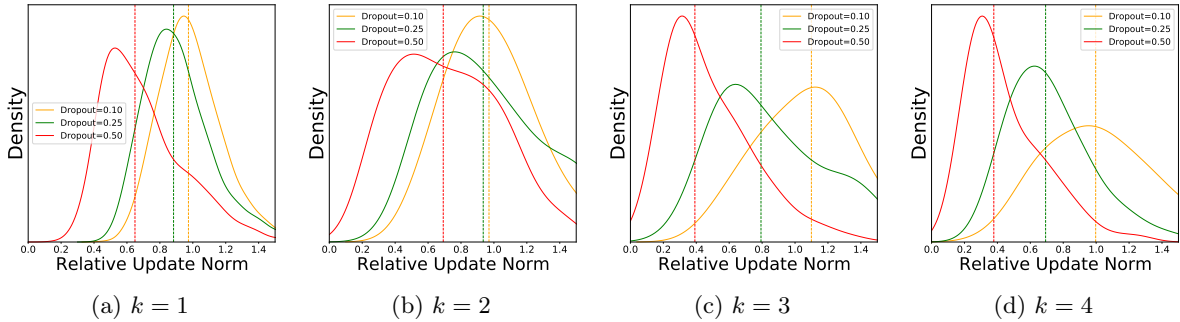 Density
Dropout=0.10
Dropout=0.25
Dropout=0.50
0.0 0.2 0.4 0.6 0.8 1.0 1.2 1.4
Relative Update Norm
(a) k = 1
Density
Dropout=0.10
Dropout=0.25
Dropout=0.50
0.0 0.2 0.4 0.6 0.8 1.0 1.2 1.4
Relative Update Norm
(b) k = 2
Density
Dropout=0.10
Dropout=0.25
Dropout=0.50
0.0 0.2 0.4 0.6 0.8 1.0 1.2 1.4
Relative Update Norm
(c) k = 3
Density
Dropout=0.10
Dropout=0.25
Dropout=0.50
0.0 0.2 0.4 0.6 0.8 1.0 1.2 1.4
Relative Update Norm
(d) k = 4